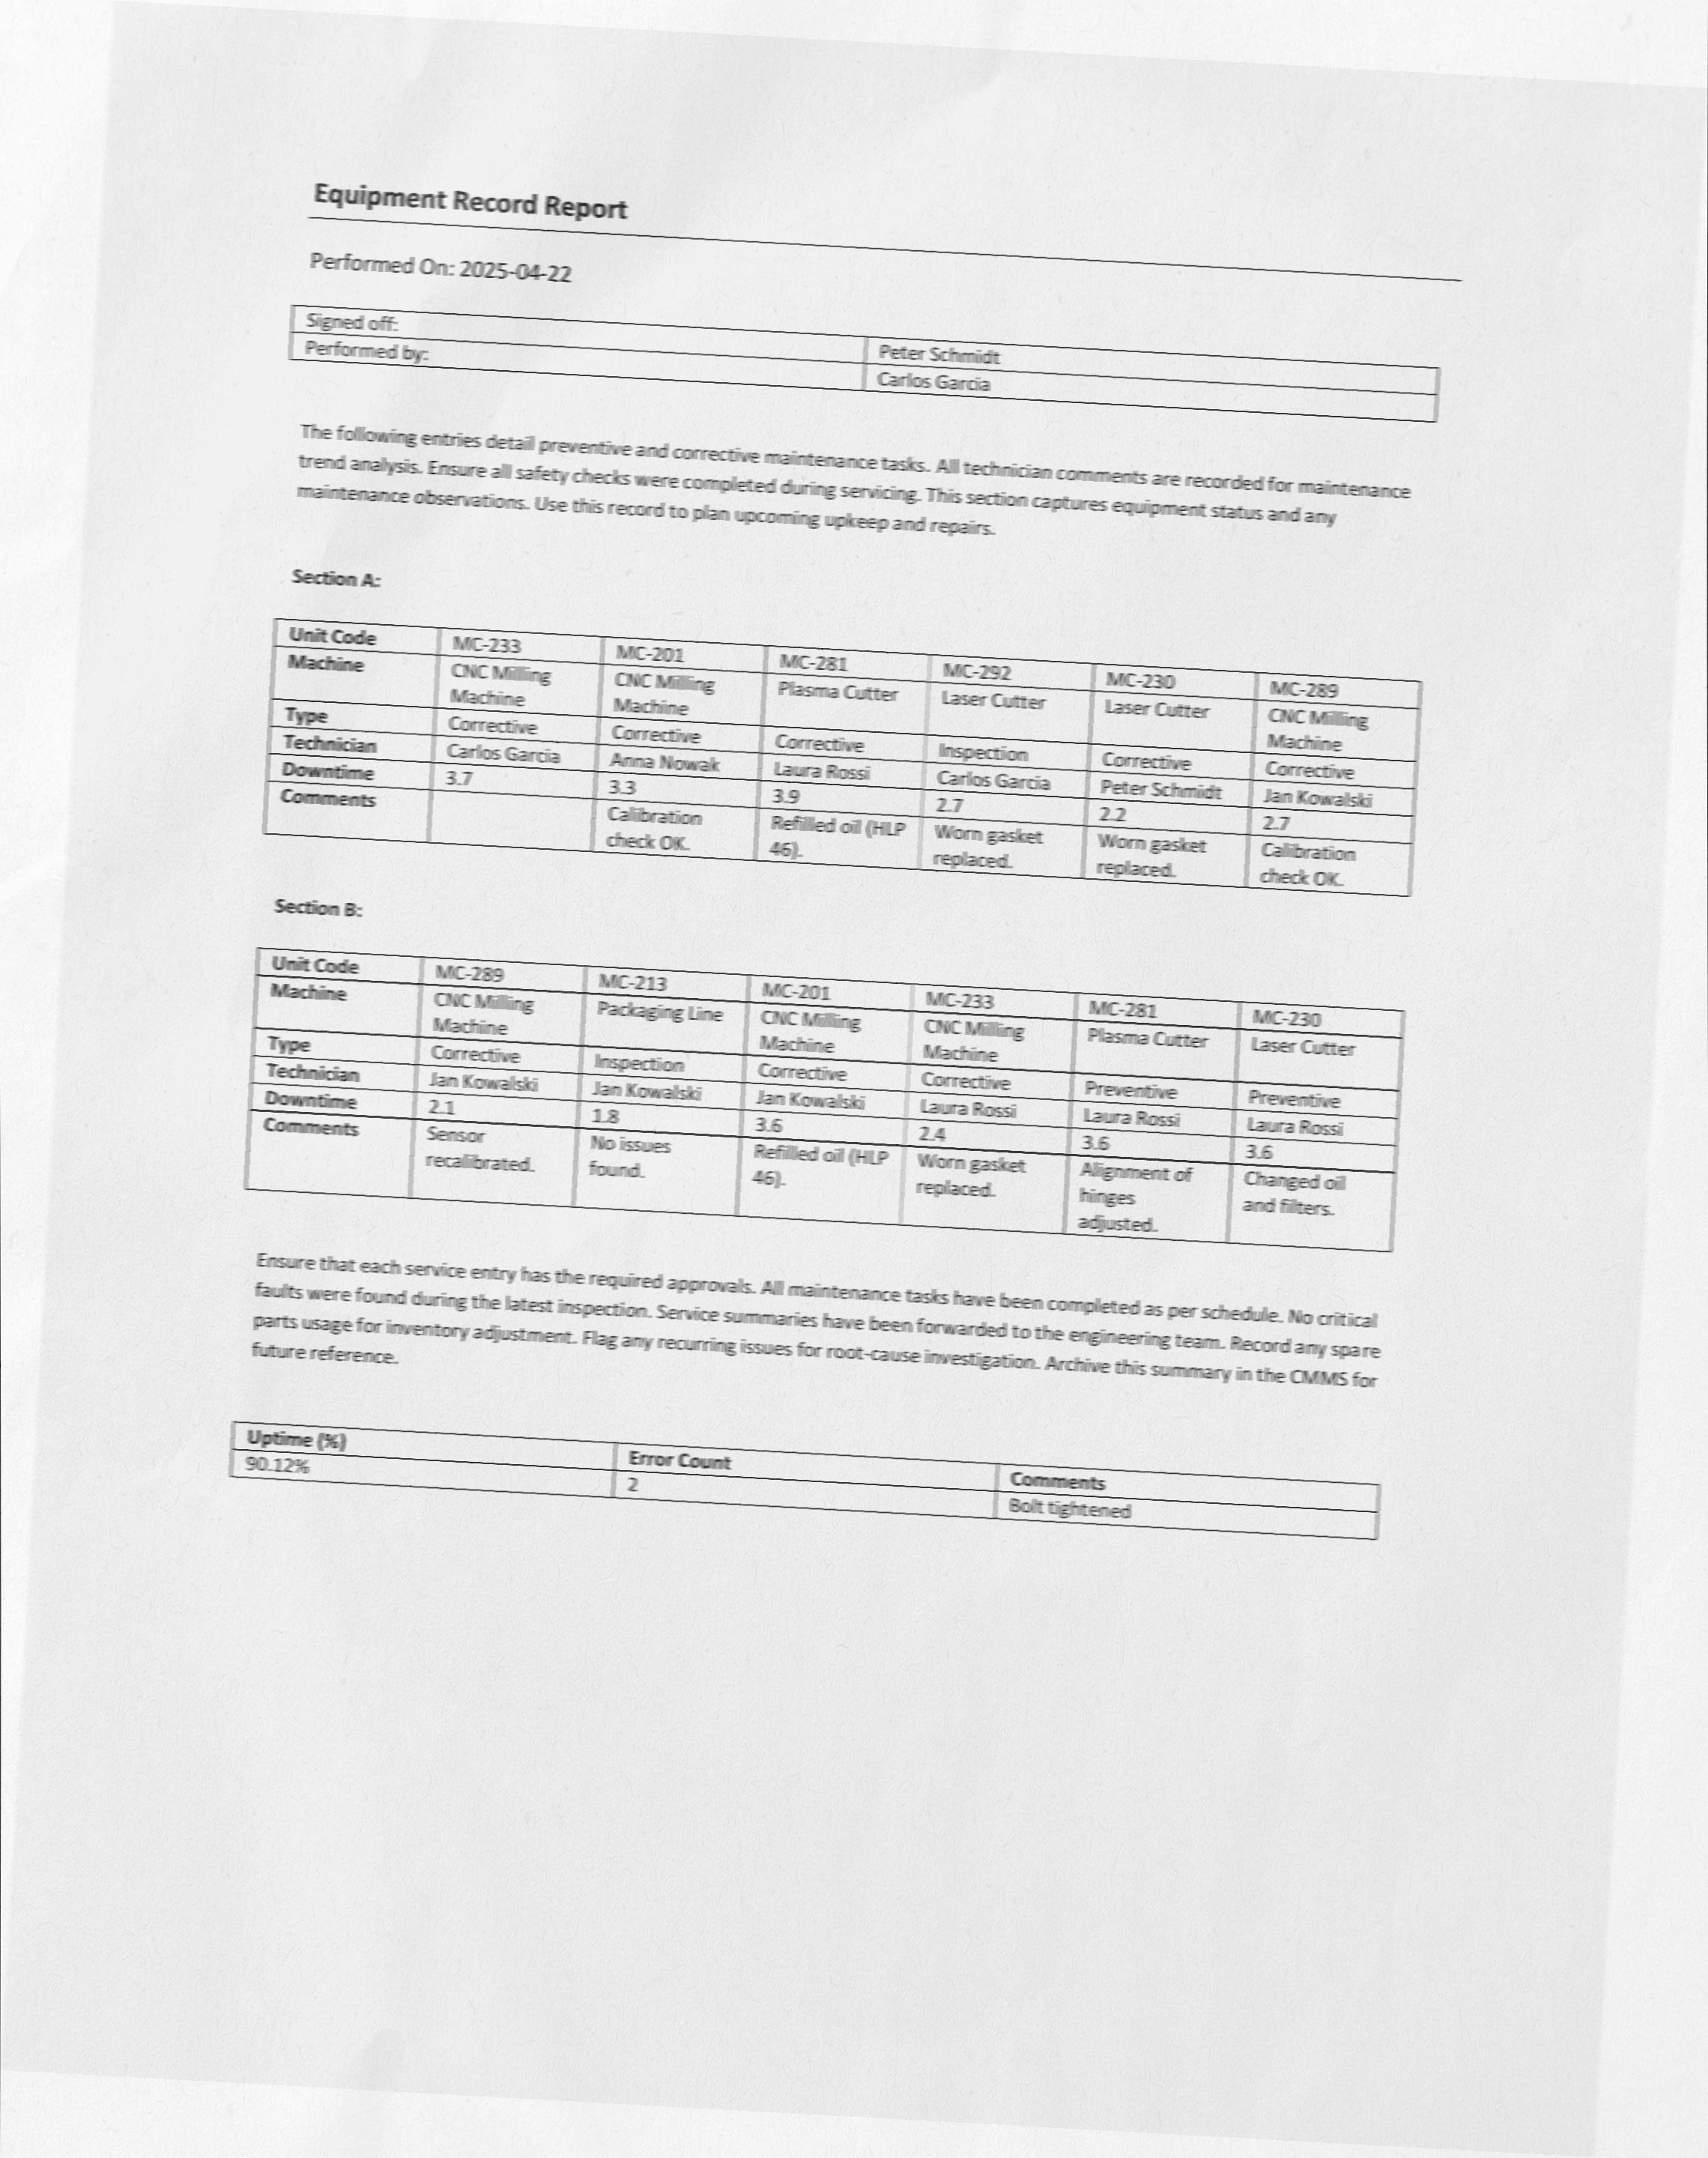 Equipment Record Report
Performed On: 2025-04-22
Signed off: Peter Schmidt
Performed by: Carlos Garcia
The following entries detail preventive and corrective maintenance tasks. All technician comments are recorded for maintenance
trend analysis. Ensure all safety checks were completed during servicing. This section captures equipment status and any
maintenance observations. Use this record to plan upcoming upkeep and repairs.
Section A:
Unit Code MC-233 MC-201 MC-281 MC-292 MC-230 MC-289
Machine CNC Milling CNC Milling Plasma Cutter Laser Cutter Laser Cutter CNC Milling
Machine Machine Machine
Type Corrective Corrective Corrective Inspection Corrective Corrective
Technician Carlos Garcia Anna Nowak Laura Rossi Carlos Garcia Peter Schmidt Jan Kowalski
Downtime 3.7 3.3 3.9 2.7 2.2 2.7
Comments Calibration Refilled oil (HLP Worn gasket Worn gasket Calibration
check OK. 46). replaced. replaced. check OK.
Section B:
Unit Code MC-289 MC-213 MC-201 MC-233 MC-281 MC-230
Machine CNC Milling Packaging Line CNC Milling CNC Milling Plasma Cutter Laser Cutter
Machine Machine Machine
Type Corrective Inspection Corrective Corrective Preventive Preventive
Technician Jan Kowalski Jan Kowalski Jan Kowalski Laura Rossi Laura Rossi Laura Rossi
Downtime 2.1 1.8 3.6 2.4 3.6 3.6
Comments Sensor No issues Refilled oil (HLP Worn gasket Alignment of Changed oil
recalibrated. found. 46). replaced. hinges and filters.
adjusted.
Ensure that each service entry has the required approvals. All maintenance tasks have been completed as per schedule. No critical
faults were found during the latest inspection. Service summaries have been forwarded to the engineering team. Record any spare
parts usage for inventory adjustment. Flag any recurring issues for root-cause investigation. Archive this summary in the CMMS for
future reference.
Uptime (%) Error Count Comments
90.12% 2 Bolt tightened